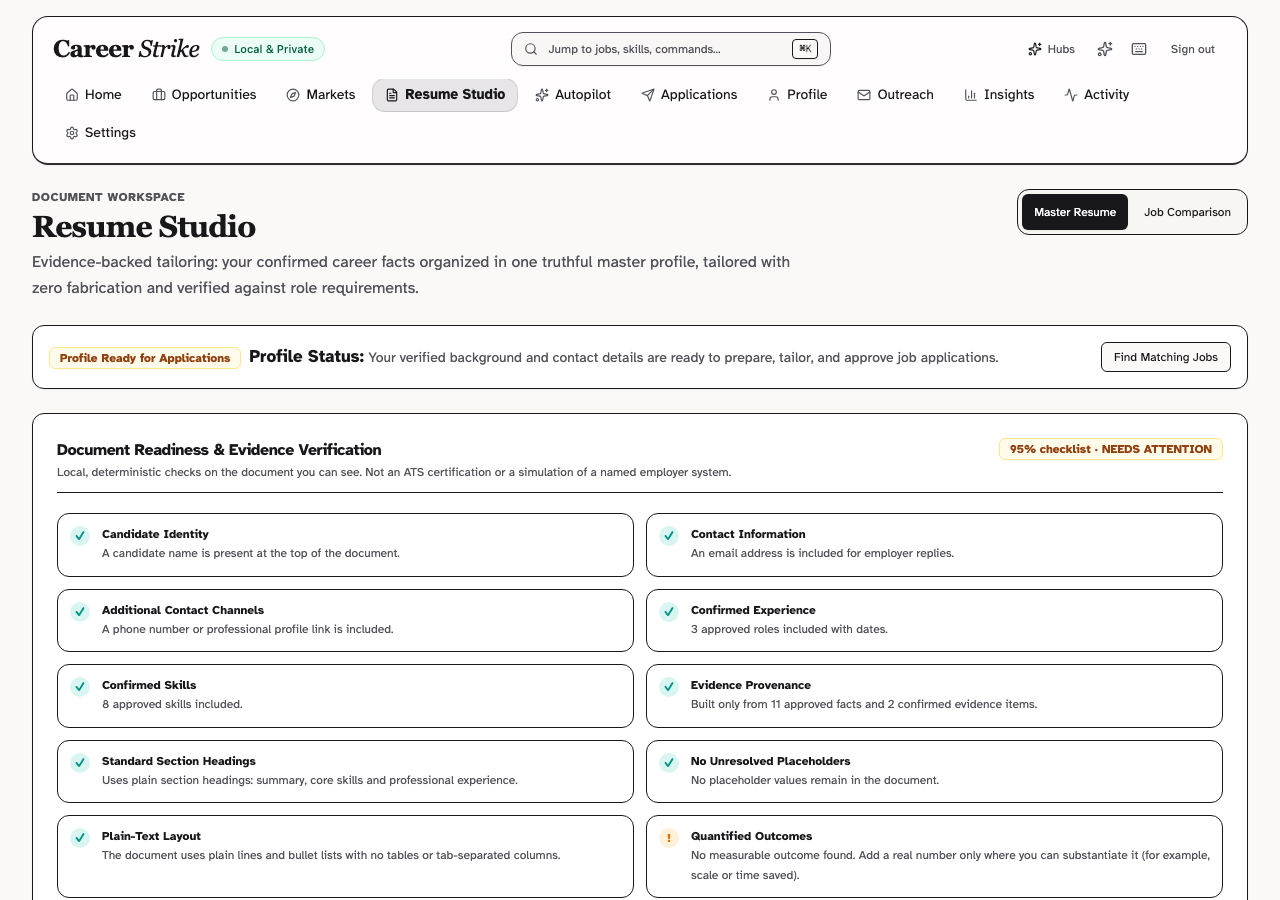 Career Strike
Local & Private
Jump to jobs, skills, commands...
⌘K
Hubs
Sign out
Home
Opportunities
Markets
Resume Studio
Autopilot
Applications
Profile
Outreach
Insights
Activity
Settings
DOCUMENT WORKSPACE
Resume Studio
Evidence-backed tailoring: your confirmed career facts organized in one truthful master profile, tailored with
zero fabrication and verified against role requirements.
Master Resume
Job Comparison
Profile Ready for Applications
Profile Status: Your verified background and contact details are ready to prepare, tailor, and approve job applications.
Find Matching Jobs
Document Readiness & Evidence Verification
Local, deterministic checks on the document you can see. Not an ATS certification or a simulation of a named employer system.
95% checklist · NEEDS ATTENTION
Candidate Identity
A candidate name is present at the top of the document.
Contact Information
An email address is included for employer replies.
Additional Contact Channels
A phone number or professional profile link is included.
Confirmed Experience
3 approved roles included with dates.
Confirmed Skills
8 approved skills included.
Evidence Provenance
Built only from 11 approved facts and 2 confirmed evidence items.
Standard Section Headings
Uses plain section headings: summary, core skills and professional experience.
No Unresolved Placeholders
No placeholder values remain in the document.
Plain-Text Layout
The document uses plain lines and bullet lists with no tables or tab-separated columns.
Quantified Outcomes
No measurable outcome found. Add a real number only where you can substantiate it (for example,
scale or time saved).